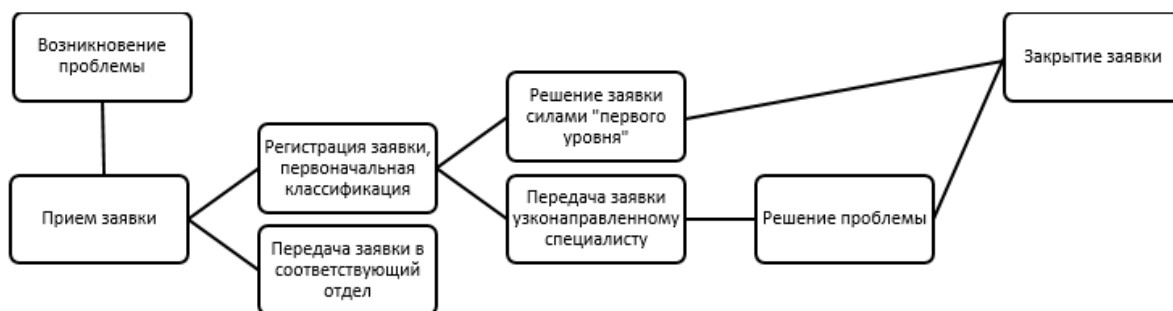 Возникновение
проблемы
Закрытие заявки
Решение заявки
силами "первого
уровня"
Регистрация заявки,
первоначальная
классификация
Прием заявки
Передача заявки
узконаправленному
специалисту
Решение проблемы
Передача заявки в
соответствующий
отдел